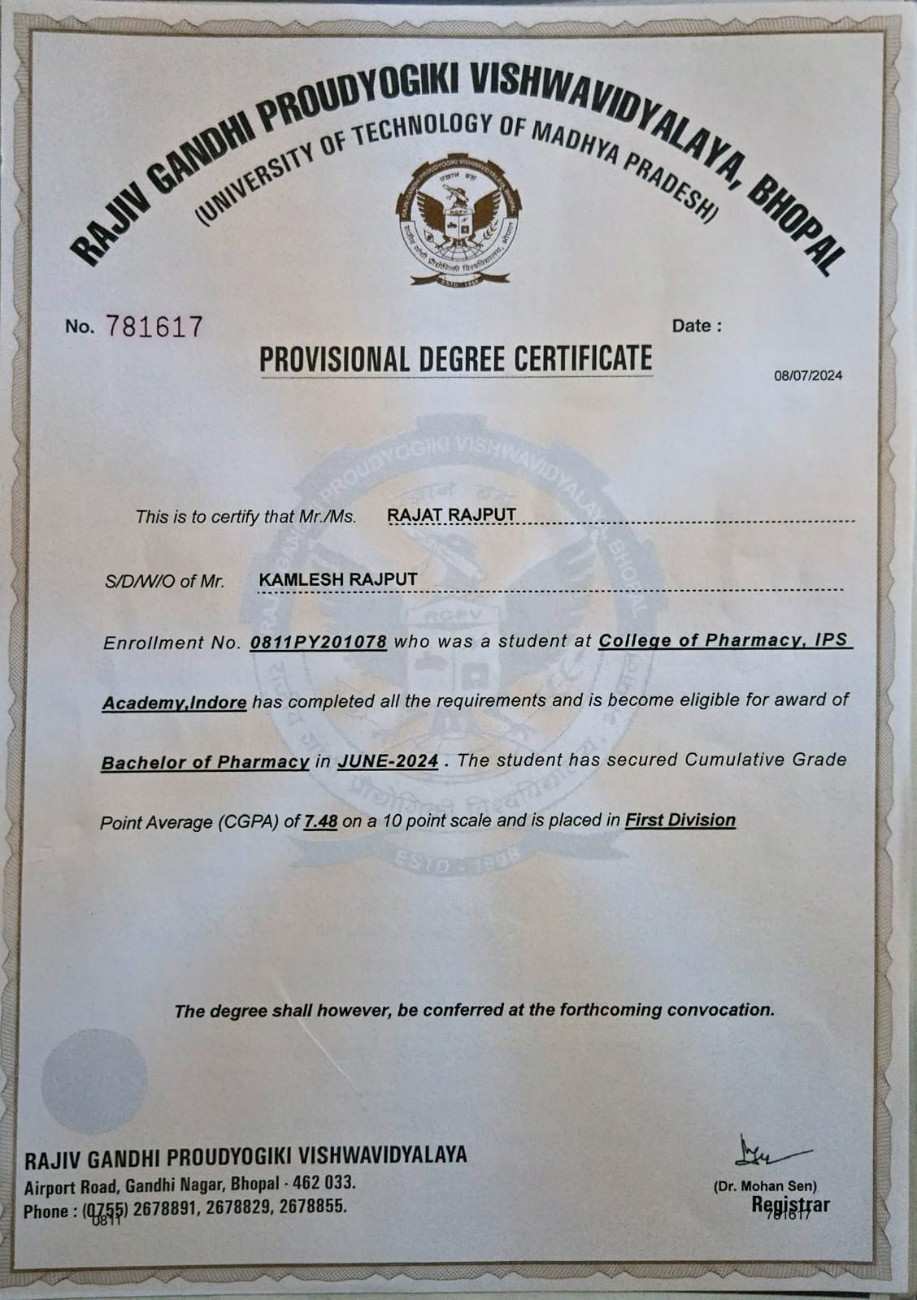 RAJIV GANDHI PROUDYOGIKI VISHWAVIDYALAYA, BHOPAL
(UNIVERSITY OF TECHNOLOGY OF MADHYA PRADESH)
No. 781617
Date :
PROVISIONAL DEGREE CERTIFICATE
08/07/2024
This is to certify that Mr./Ms. RAJAT RAJPUT
S/D/W/O of Mr. KAMLESH RAJPUT
Enrollment No. 0811PY201078 who was a student at College of Pharmacy, IPS
Academy,Indore has completed all the requirements and is become eligible for award of
Bachelor of Pharmacy in JUNE-2024 . The student has secured Cumulative Grade
Point Average (CGPA) of 7.48 on a 10 point scale and is placed in First Division
ESTD - 1998
The degree shall however, be conferred at the forthcoming convocation.
RAJIV GANDHI PROUDYOGIKI VISHWAVIDYALAYA
Airport Road, Gandhi Nagar, Bhopal - 462 033.
Phone : (0755) 2678891, 2678829, 2678855.
0811
(Dr. Mohan Sen)
Registrar
781617